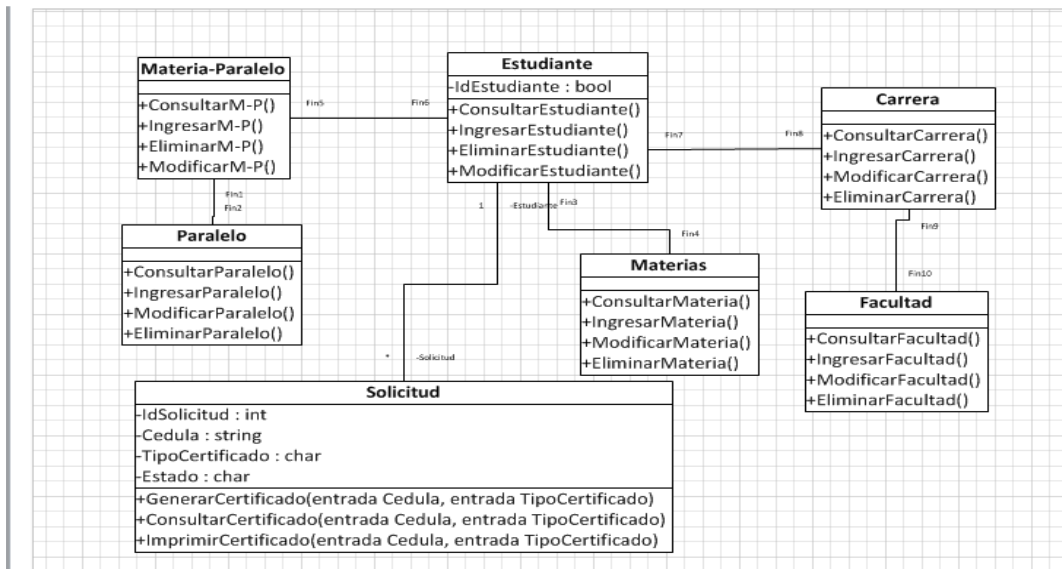 Materia-Paralelo
+ConsultarM-P()
+IngresarM-P()
+EliminarM-P()
+ModificarM-P()
Fin5
Fin6
Estudiante
-IdEstudiante : bool
+ConsultarEstudiante()
+IngresarEstudiante()
+EliminarEstudiante()
+ModificarEstudiante()
Fin7
Fin8
Carrera
+ConsultarCarrera()
+IngresarCarrera()
+ModificarCarrera()
+EliminarCarrera()
Fin1
Fin2
1
-Estudiante
Fin3
Fin4
Fin9
Fin10
Paralelo
+ConsultarParalelo()
+IngresarParalelo()
+ModificarParalelo()
+EliminarParalelo()
Materias
+ConsultarMateria()
+IngresarMateria()
+ModificarMateria()
+EliminarMateria()
Facultad
+ConsultarFacultad()
+IngresarFacultad()
+ModificarFacultad()
+EliminarFacultad()
*
-Solicitud
Solicitud
-IdSolicitud : int
-Cedula : string
-TipoCertificado : char
-Estado : char
+GenerarCertificado(entrada Cedula, entrada TipoCertificado)
+ConsultarCertificado(entrada Cedula, entrada TipoCertificado)
+ImprimirCertificado(entrada Cedula, entrada TipoCertificado)